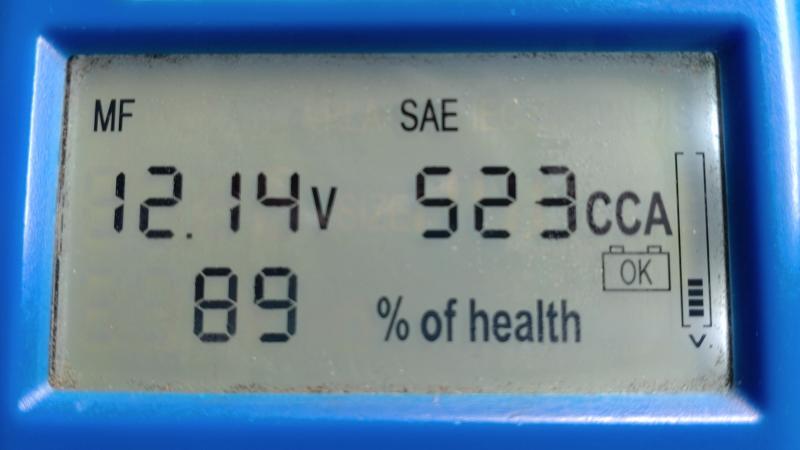 MF SAE
12.14V 523CCA
OK
89 % of health
V